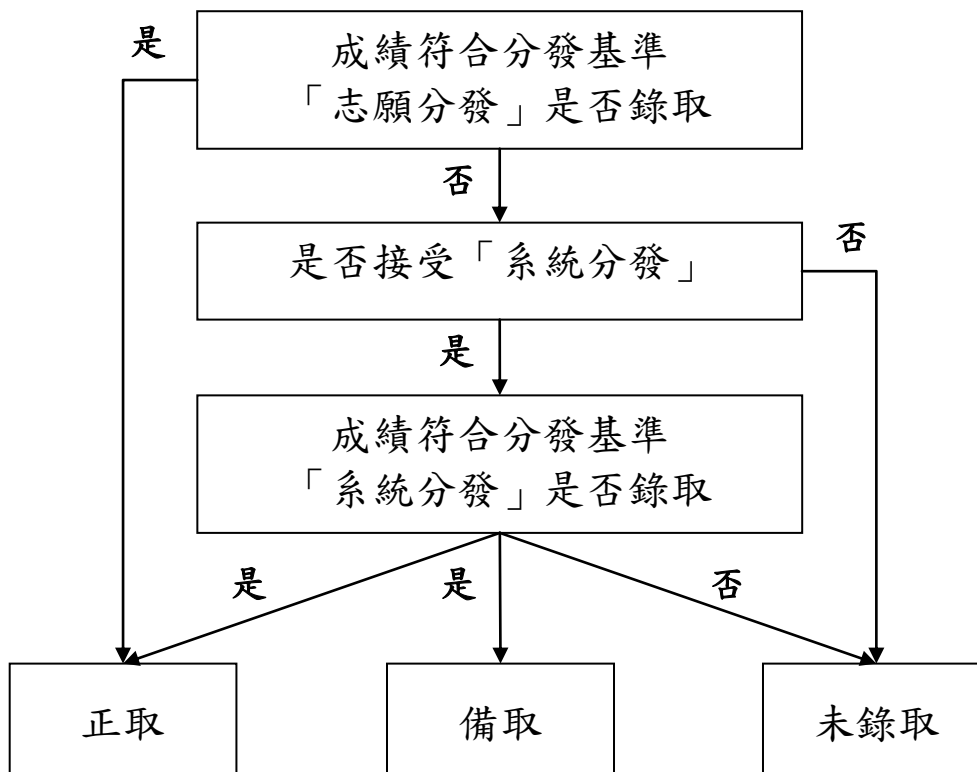 是
成績符合分發基準
「志願分發」是否錄取
否
是否接受「系統分發」
否
是
成績符合分發基準
「系統分發」是否錄取
是
是
否
正取
備取
未錄取